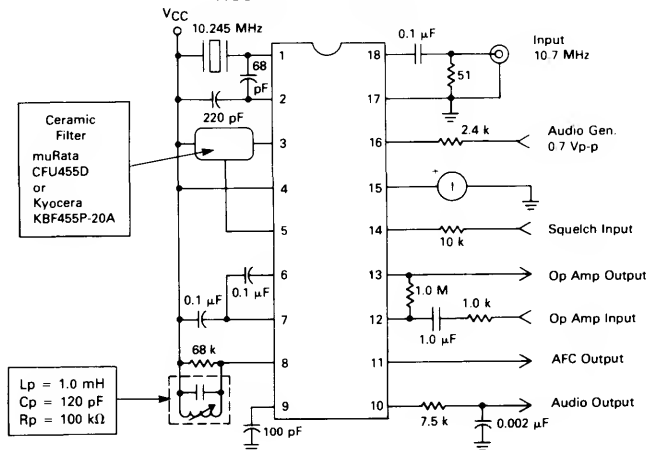 VCC
10.245 MHz
68
pF
220 pF
Ceramic
Filter
muRata
CFU455D
or
Kyocera
KBF455P-20A
0.1 µF
0.1 µF
68 k
Lp = 1.0 mH
Cp = 120 pF
Rp = 100 kΩ
100 pF
1
2
3
4
5
6
7
8
9
18
17
16
15
14
13
12
11
10
0.1 µF
Input
10.7 MHz
51
2.4 k
Audio Gen.
0.7 Vp-p
+
10 k
Squelch Input
Op Amp Output
1.0 M
1.0 k
Op Amp Input
1.0 µF
AFC Output
Audio Output
7.5 k
0.002 µF